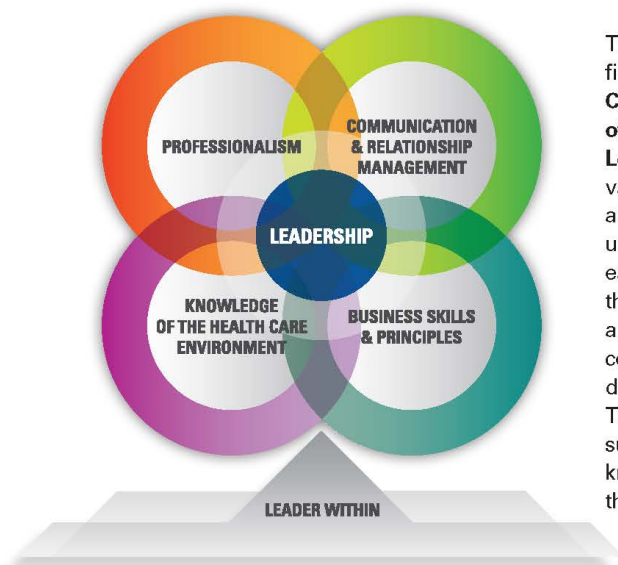 PROFESSIONALISM
COMMUNICATION
& RELATIONSHIP
MANAGEMENT
LEADERSHIP
KNOWLEDGE
OF THE HEALTH CARE
ENVIRONMENT
BUSINESS SKILLS
& PRINCIPLES
LEADER WITHIN